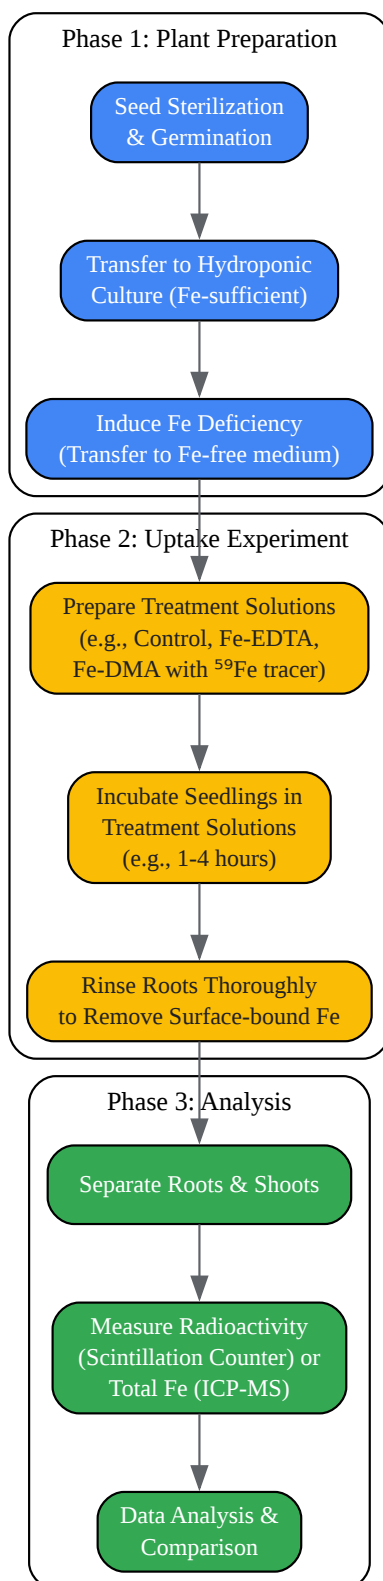 Phase 1: Plant Preparation
Seed Sterilization
& Germination
Transfer to Hydroponic
Culture (Fe-sufficient)
Induce Fe Deficiency
(Transfer to Fe-free medium)
Phase 2: Uptake Experiment
Prepare Treatment Solutions
(e.g., Control, Fe-EDTA,
Fe-DMA with ⁵⁹Fe tracer)
Incubate Seedlings in
Treatment Solutions
(e.g., 1-4 hours)
Rinse Roots Thoroughly
to Remove Surface-bound Fe
Phase 3: Analysis
Separate Roots & Shoots
Measure Radioactivity
(Scintillation Counter) or
Total Fe (ICP-MS)
Data Analysis &
Comparison